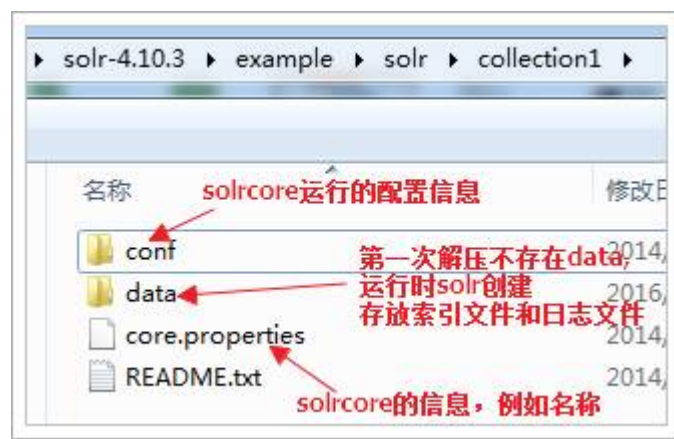 solr-4.10.3 ▸ example ▸ solr ▸ collection1 ▸
名称 solrcore运行的配置信息 修改日
conf 2014/
第一次解压不存在data,
data 运行时solr创建 2016/
存放索引文件和日志文件
core.properties 2014/
README.txt 2014/
solrcore的信息，例如名称